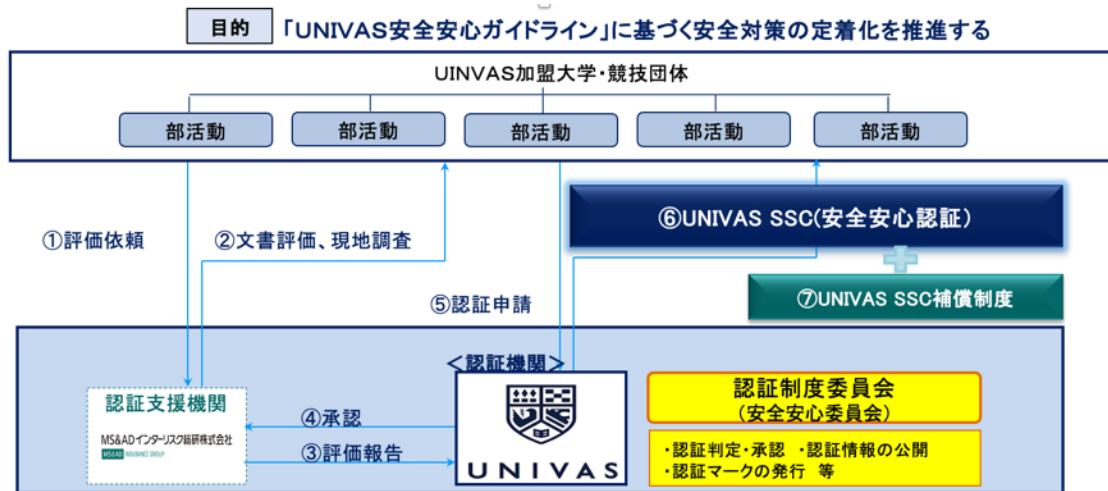 目的 「UNIVAS安全安心ガイドライン」に基づく安全対策の定着化を推進する
UINVAS加盟大学・競技団体
部活動 部活動 部活動 部活動 部活動
⑥UNIVAS SSC(安全安心認証)
①評価依頼 ②文書評価、現地調査
⑦UNIVAS SSC補償制度
⑤認証申請
＜認証機関＞
認証支援機関
MS&ADインターリスク総研株式会社
MS&AD INSURANCE GROUP
④承認
③評価報告
UNIVAS
認証制度委員会
(安全安心委員会)
・認証判定・承認 ・認証情報の公開
・認証マークの発行 等